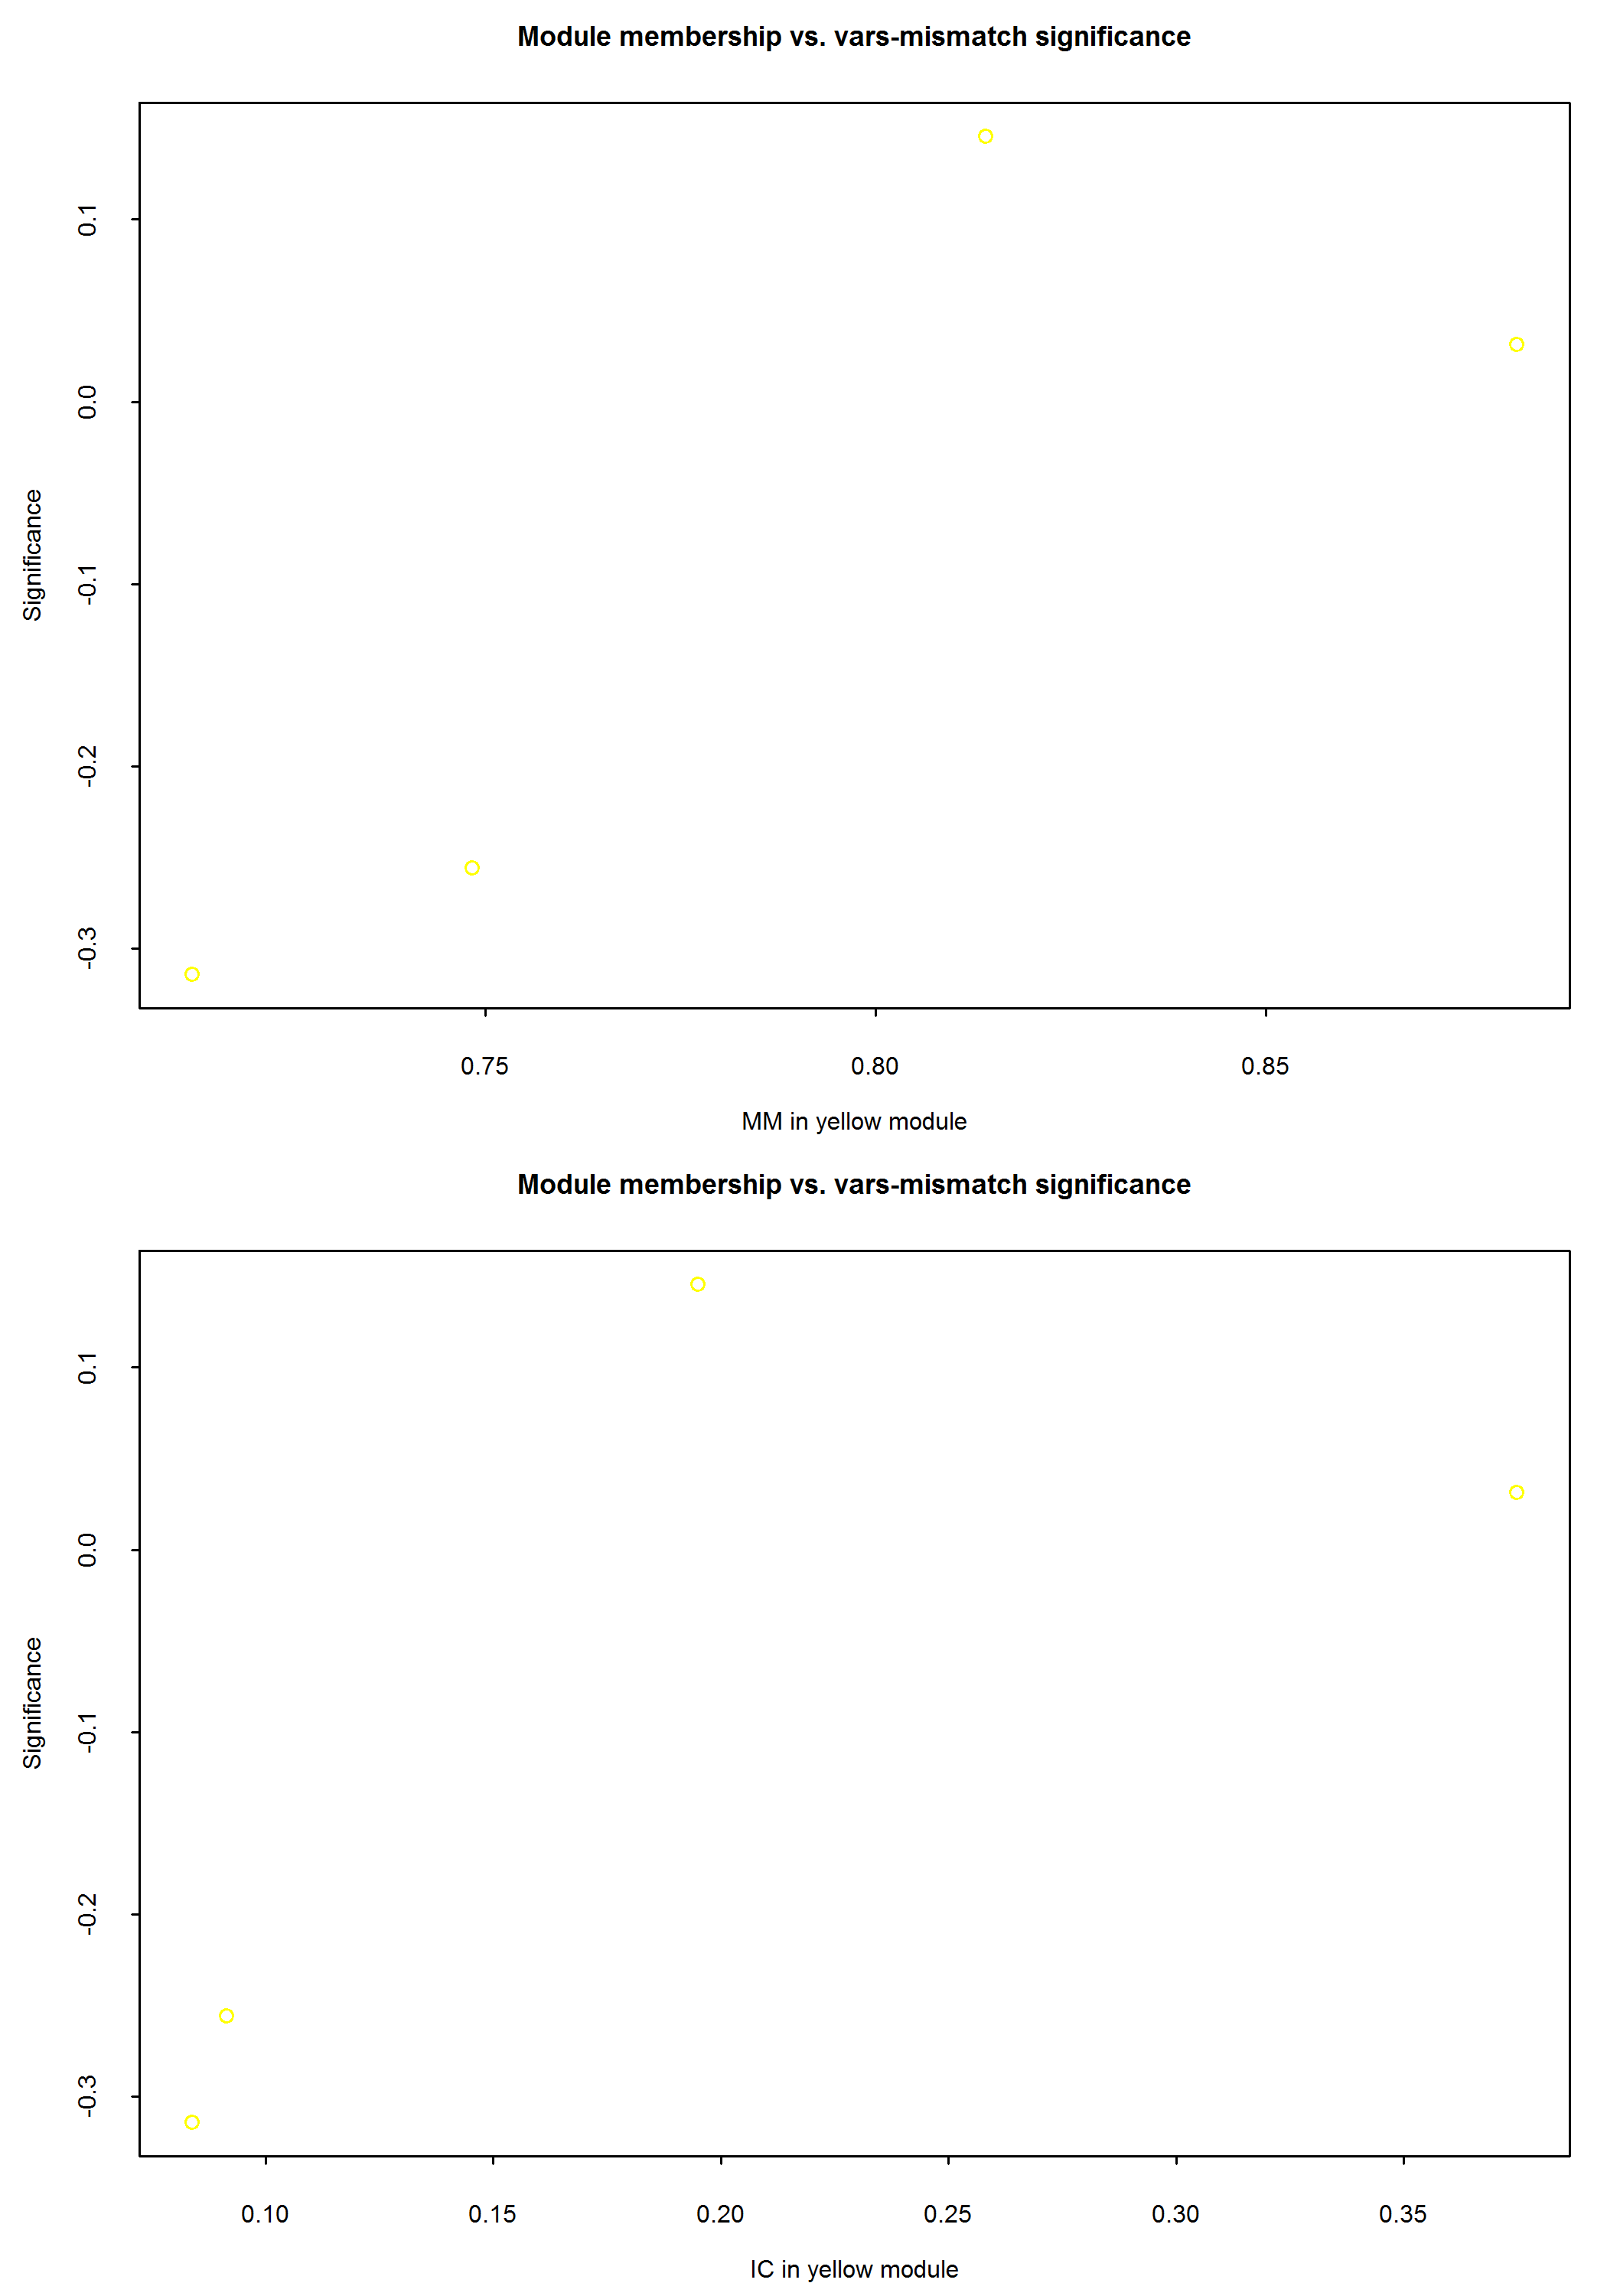 Module membership vs. vars-mismatch significance
0.1
0.0
-0.1
-0.2
-0.3
Significance
0.75 0.80 0.85
MM in yellow module
Module membership vs. vars-mismatch significance
0.1
0.0
-0.1
-0.2
-0.3
Significance
0.10 0.15 0.20 0.25 0.30 0.35
IC in yellow module